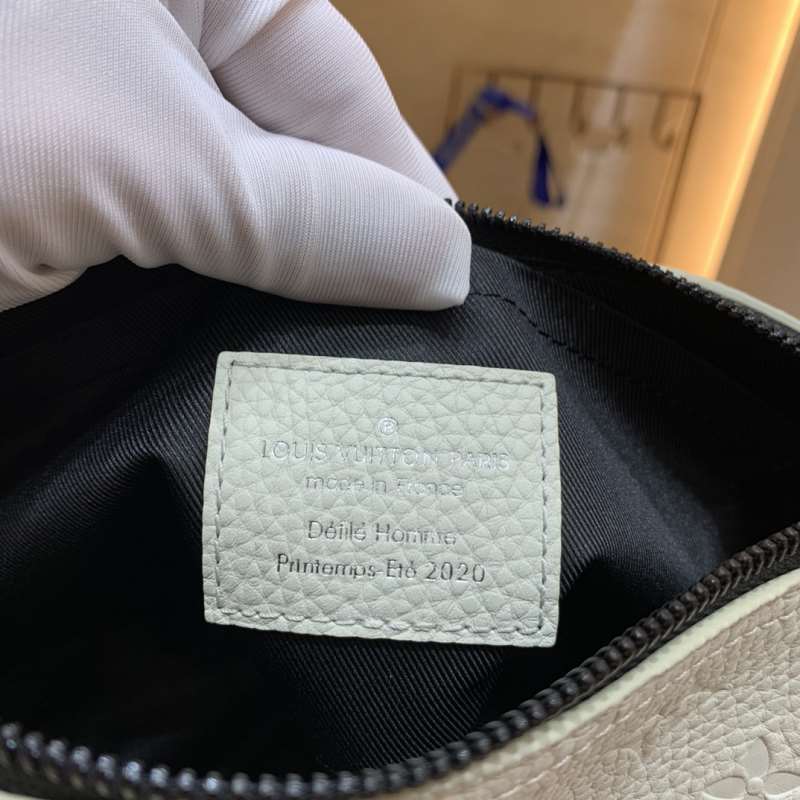 ®
LOUIS VUITTON PARIS
made in France
Défilé Homme
Printemps-Eté 2020